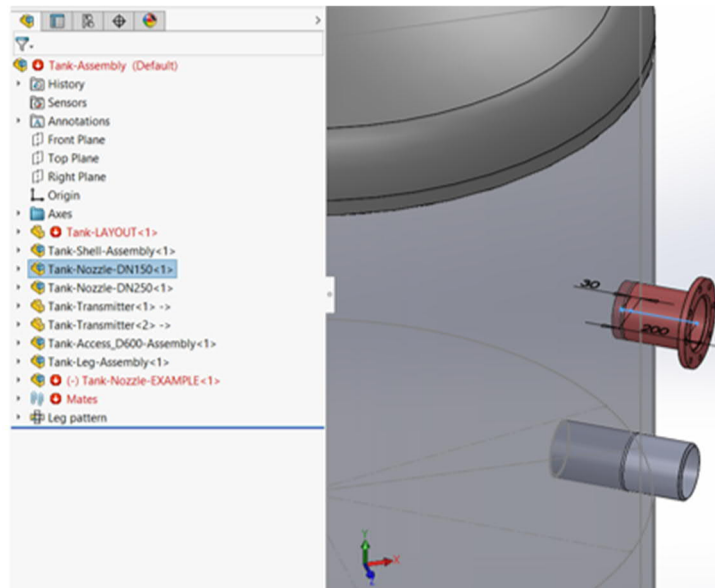 Tank-Assembly (Default)
History
Sensors
Annotations
Front Plane
Top Plane
Right Plane
Origin
Axes
Tank-LAYOUT<1>
Tank-Shell-Assembly<1>
Tank-Nozzle-DN150<1>
Tank-Nozzle-DN250<1>
Tank-Transmitter<1> ->
Tank-Transmitter<2> ->
Tank-Access_D600-Assembly<1>
Tank-Leg-Assembly<1>
(-) Tank-Nozzle-EXAMPLE<1>
Mates
Leg pattern
30
200
Y
X
Z